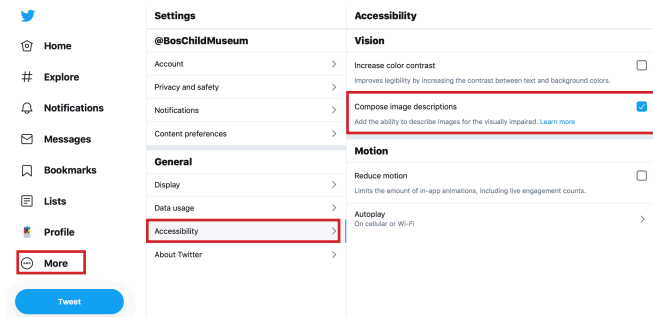 Home
Explore
Notifications
Messages
Bookmarks
Lists
Profile
More
Tweet
Settings
@BosChildMuseum
Account
Privacy and safety
Notifications
Content preferences
General
Display
Data usage
Accessibility
About Twitter
Accessibility
Vision
Increase color contrast
Improves legibility by increasing the contrast between text and background colors.
Compose image descriptions
Add the ability to describe images for the visually impaired. Learn more
Motion
Reduce motion
Limits the amount of in-app animations, including live engagement counts.
Autoplay
On cellular or Wi-Fi